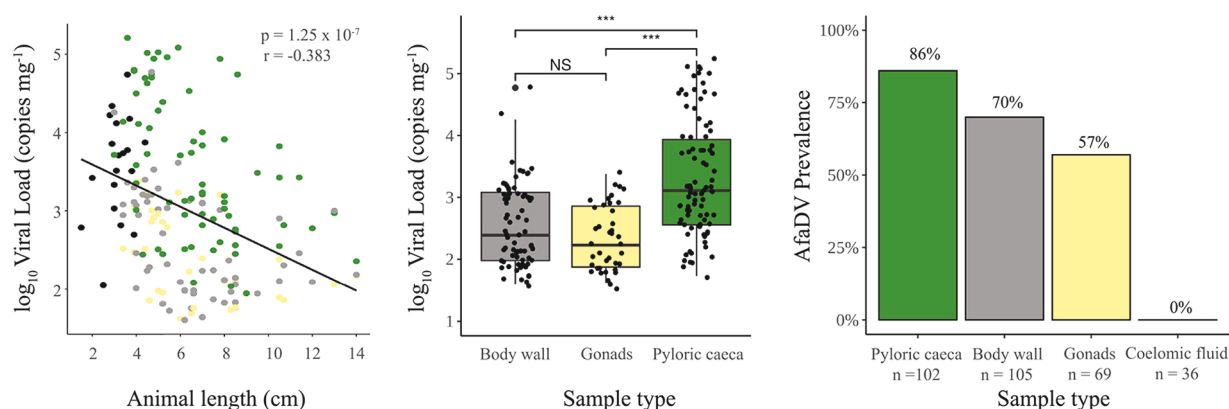 p = 1.25 x 10⁻⁷
r = -0.383
log₁₀ Viral Load (copies mg⁻¹)
5
4
3
2
2 4 6 8 10 12 14
Animal length (cm)
***
***
NS
log₁₀ Viral Load (copies mg⁻¹)
5
4
3
2
1
Body wall Gonads Pyloric caeca
Sample type
AfaDV Prevalence
100%
75%
50%
25%
0%
86%
70%
57%
0%
Pyloric caeca Body wall Gonads Coelomic fluid
n =102 n = 105 n = 69 n = 36
Sample type